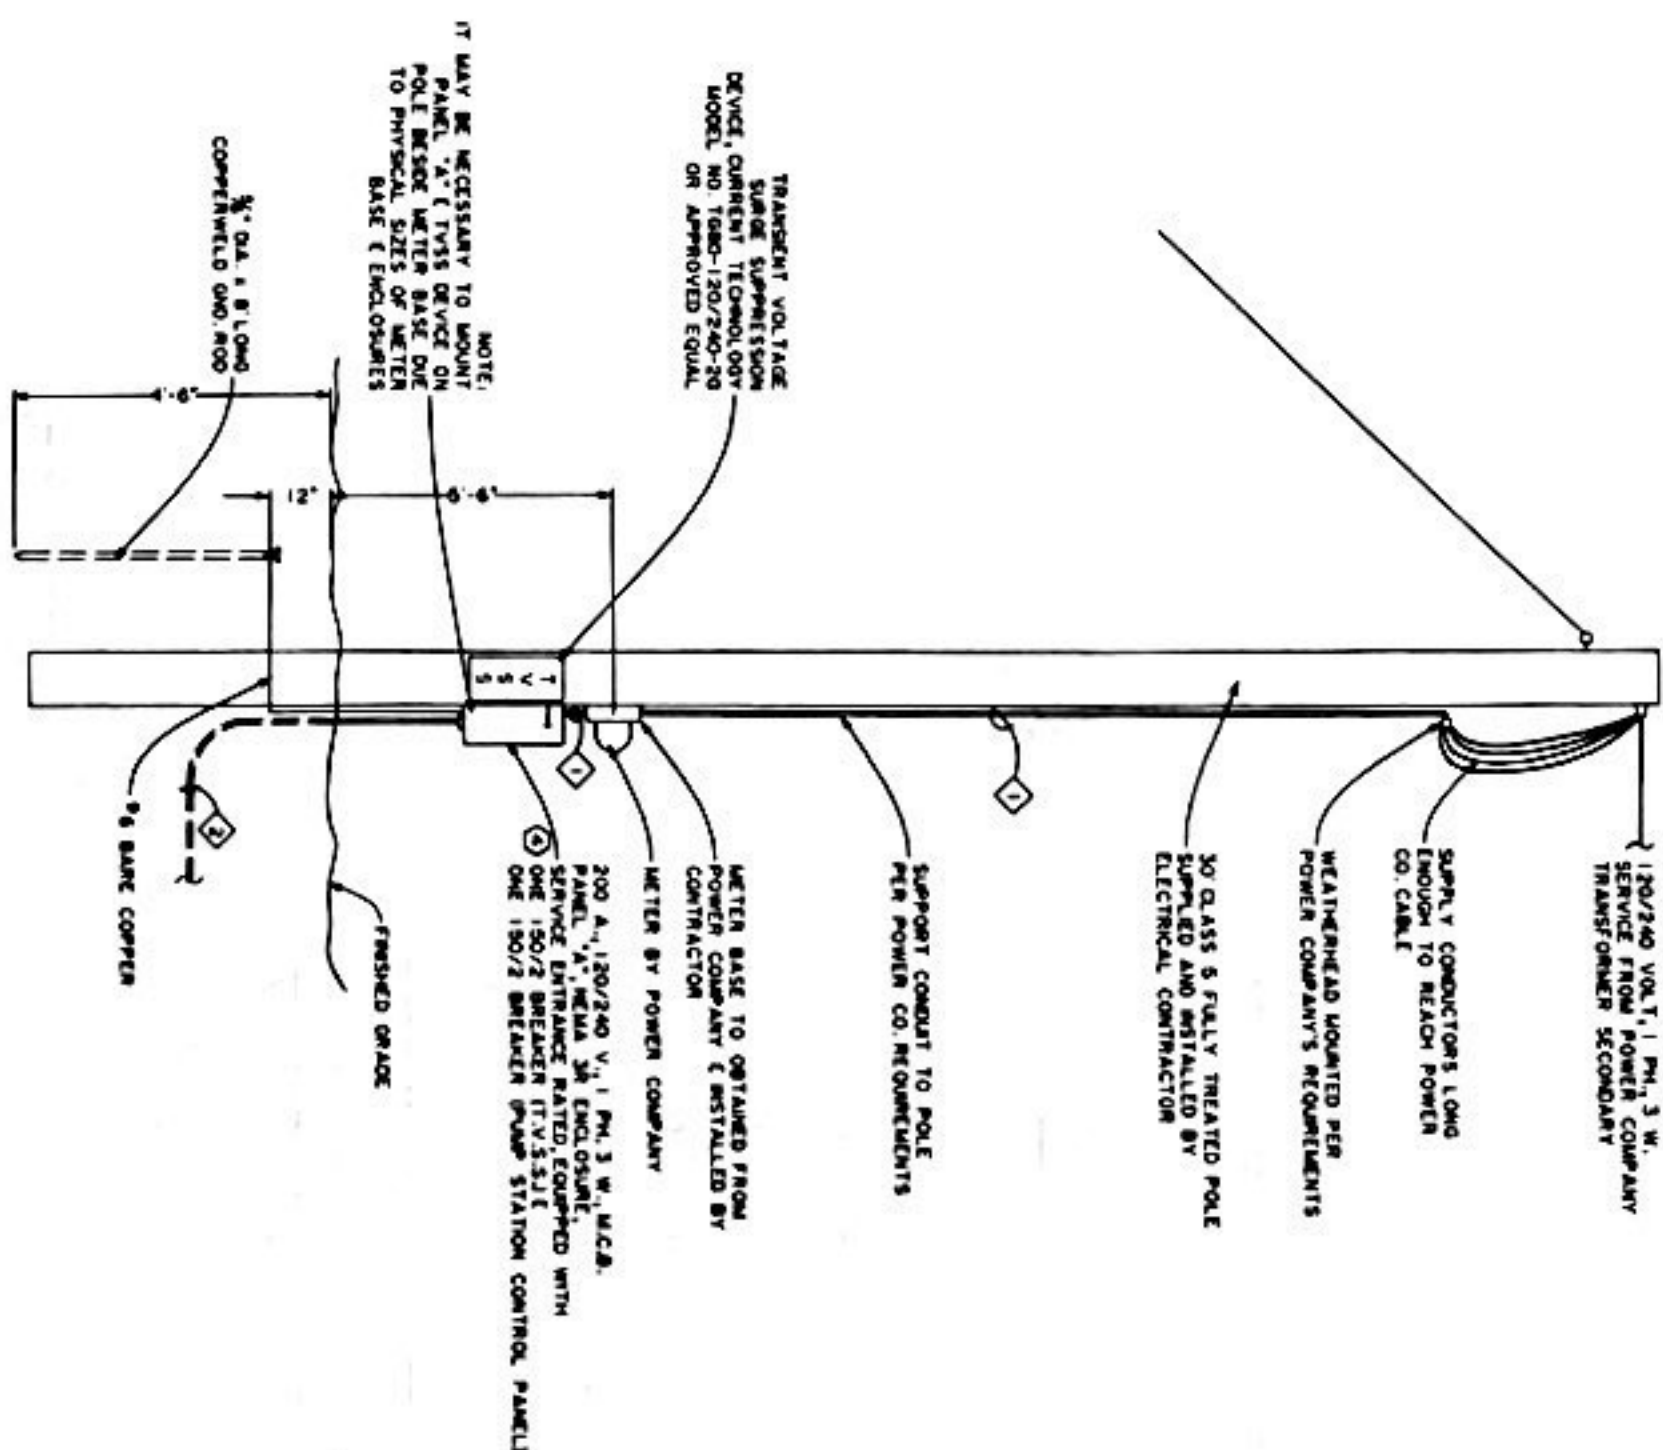 120/240 VOLT, 1 PH., 3 W.
SERVICE FROM POWER COMPANY
TRANSFORMER SECONDARY
SUPPLY CONDUCTORS LONG
ENOUGH TO REACH POWER
CO. CABLE
WEATHERHEAD MOUNTED PER
POWER COMPANY'S REQUIREMENTS
30' CLASS 5 FULLY TREATED POLE
SUPPLIED AND INSTALLED BY
ELECTRICAL CONTRACTOR
1
SUPPORT CONDUIT TO POLE
PER POWER CO. REQUIREMENTS
TRANSIENT VOLTAGE
SURGE SUPPRESSION
DEVICE, CURRENT TECHNOLOGY
MODEL NO. TG80-120/240-2G
OR APPROVED EQUAL
METER BASE TO OBTAINED FROM
POWER COMPANY & INSTALLED BY
CONTRACTOR
METER BY POWER COMPANY
1
6'-6"
TVSS
200 A., 120/240 V., 1 PH. 3 W., M.C.B.
PANEL "A", NEMA 3R ENCLOSURE,
SERVICE ENTRANCE RATED, EQUIPPED WITH
4 ONE 150/2 BREAKER (T.V.S.S.) &
ONE 150/2 BREAKER (PUMP STATION CONTROL PANEL)
NOTE:
IT MAY BE NECESSARY TO MOUNT
PANEL "A" & TVSS DEVICE ON
POLE BESIDE METER BASE DUE
TO PHYSICAL SIZES OF METER
BASE & ENCLOSURES
FINISHED GRADE
12"
4'-6"
2
DIA. x 8' LONG
COPPERWELD GND. ROD
#6 BARE COPPER